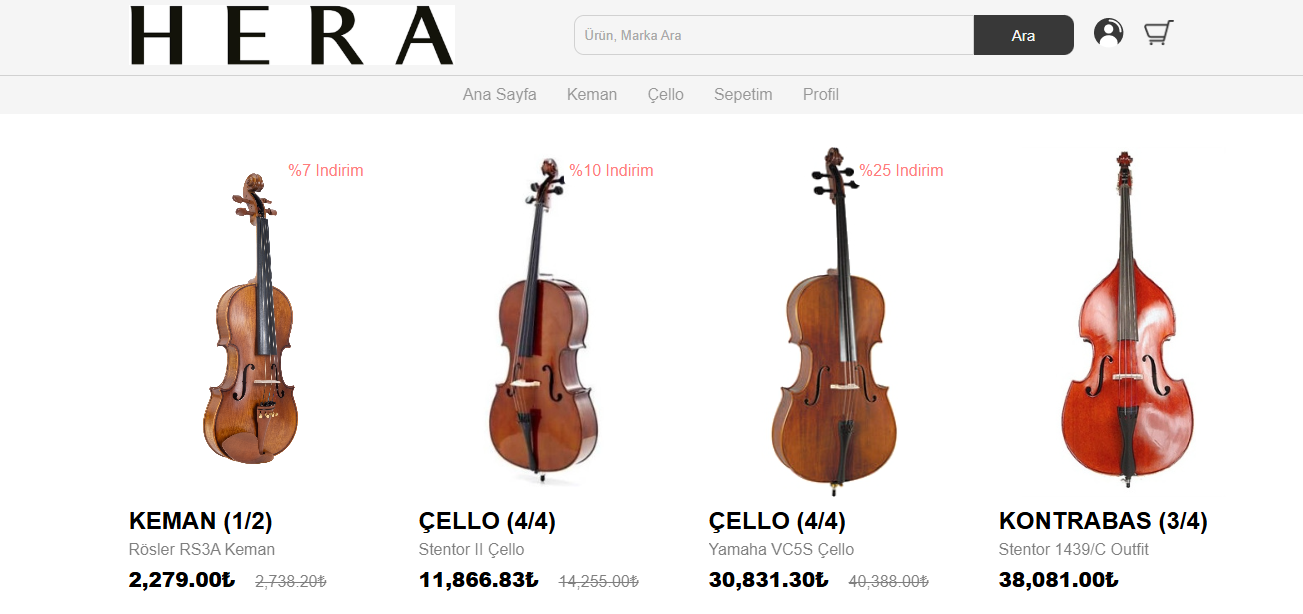 HERA
Ürün, Marka Ara
Ara
Ana Sayfa Keman Çello Sepetim Profil
%7 Indirim
%10 Indirim
%25 Indirim
KEMAN (1/2)
Rösler RS3A Keman
2,279.00₺ 2,738.20₺
ÇELLO (4/4)
Stentor II Çello
11,866.83₺ 14,255.00₺
ÇELLO (4/4)
Yamaha VC5S Çello
30,831.30₺ 40,388.00₺
KONTRABAS (3/4)
Stentor 1439/C Outfit
38,081.00₺